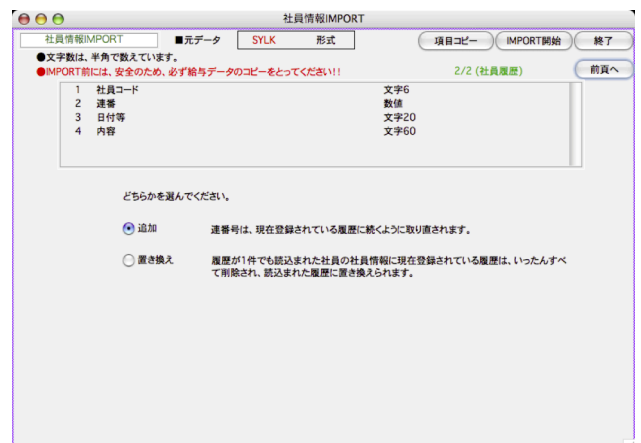 社員情報IMPORT
社員情報IMPORT ■元データ SYLK 形式 項目コピー IMPORT開始 終了
●文字数は、半角で数えています。
●IMPORT前には、安全のため、必ず給与データのコピーをとってください!! 2/2 (社員履歴) 前頁へ
1 社員コード 文字6
2 連番 数値
3 日付等 文字20
4 内容 文字60
どちらかを選んでください。
追加 連番号は、現在登録されている履歴に続くように取り直されます。
置き換え 履歴が1件でも読込まれた社員の社員情報に現在登録されている履歴は、いったんすべ
て削除され、読込まれた履歴に置き換えられます。